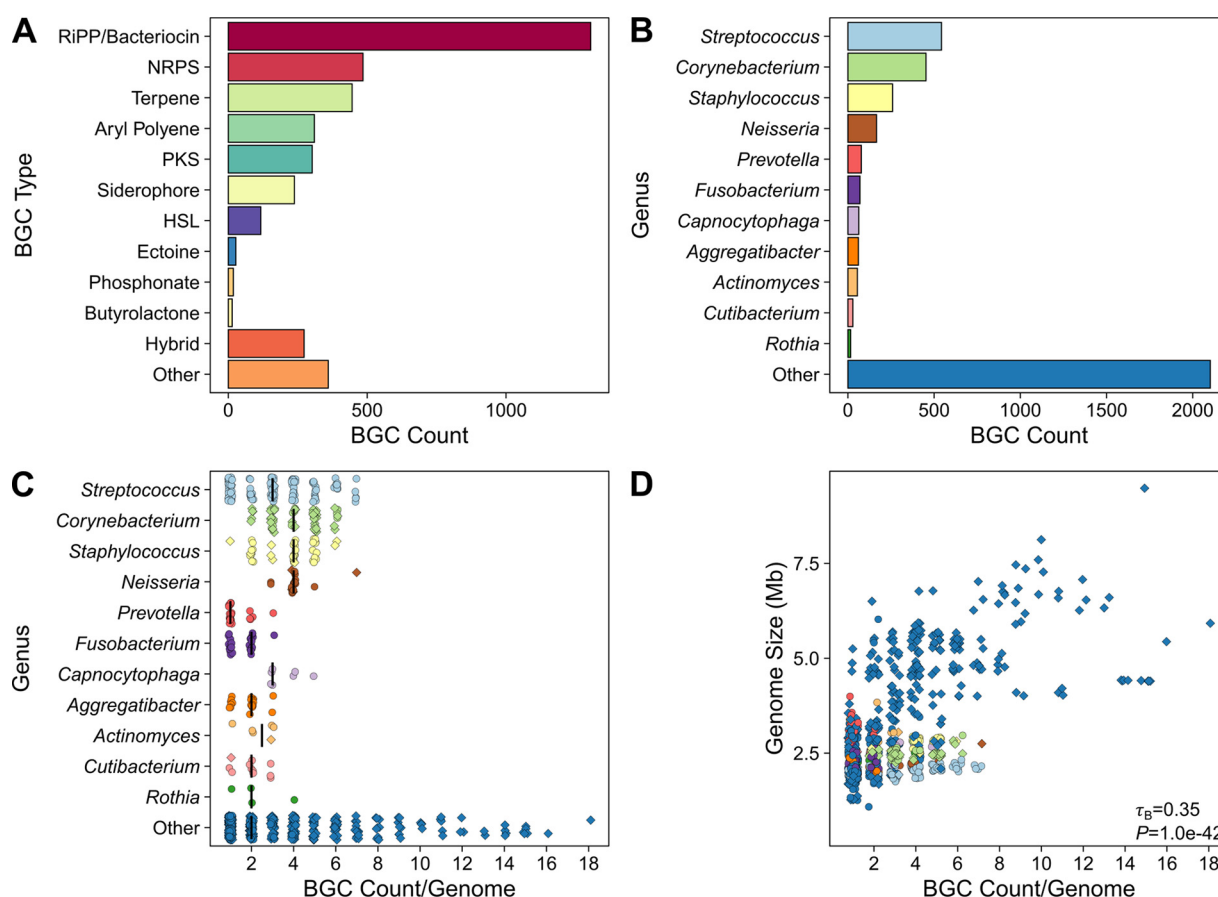 A
RiPP/Bacteriocin
NRPS
Terpene
Aryl Polyene
PKS
Siderophore
HSL
Ectoine
Phosphonate
Butyrolactone
Hybrid
Other
BGC Type
0 500 1000
BGC Count
B
Streptococcus
Corynebacterium
Staphylococcus
Neisseria
Prevotella
Fusobacterium
Capnocytophaga
Aggregatibacter
Actinomyces
Cutibacterium
Rothia
Other
Genus
0 500 1000 1500 2000
BGC Count
C
Streptococcus
Corynebacterium
Staphylococcus
Neisseria
Prevotella
Fusobacterium
Capnocytophaga
Aggregatibacter
Actinomyces
Cutibacterium
Rothia
Other
Genus
2 4 6 8 10 12 14 16 18
BGC Count/Genome
D
7.5
5.0
2.5
Genome Size (Mb)
τB=0.35
P=1.0e-42
2 4 6 8 10 12 14 16 18
BGC Count/Genome